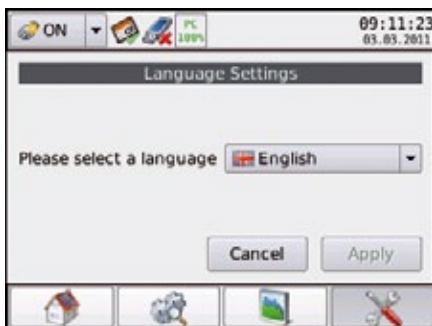 ON
PC
100%
09:11:23
03.03.2011
Language Settings
Please select a language
English
Cancel
Apply